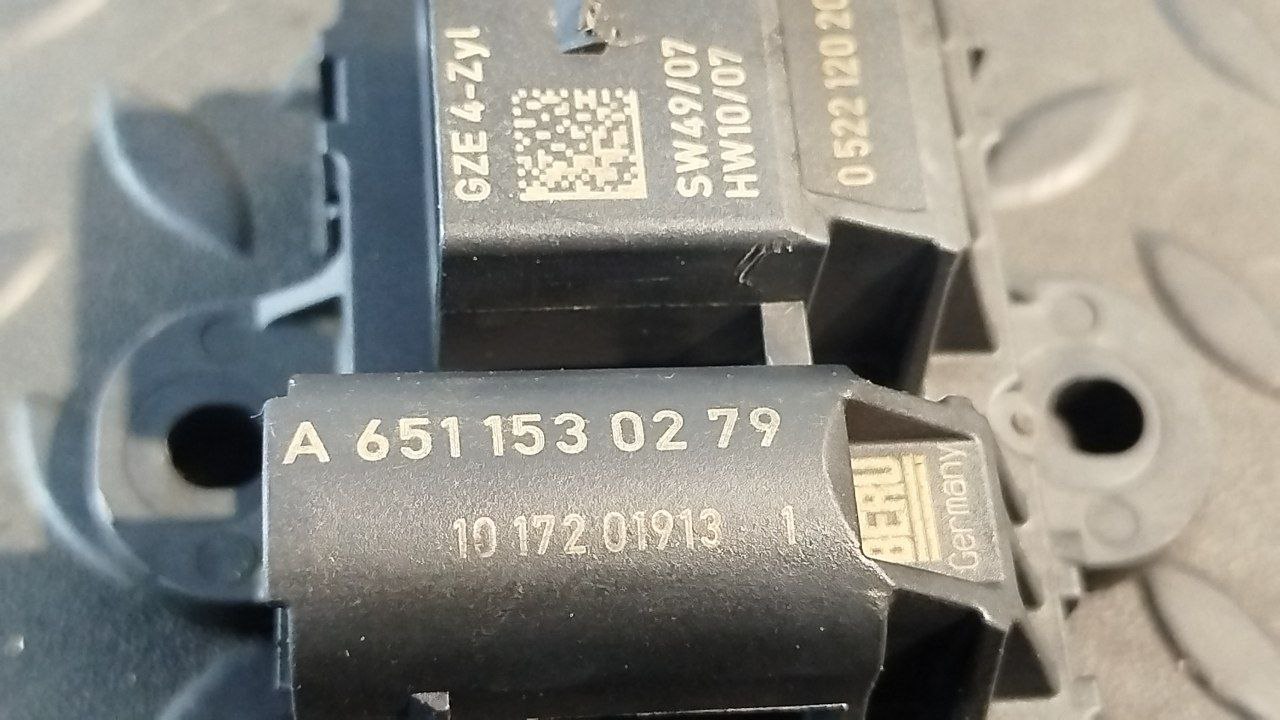 GZE 4-Zyl
SW49/07
HW10/07
0 522 120 20
A 651 153 02 79
10 172 01913 1
BERU
Germany